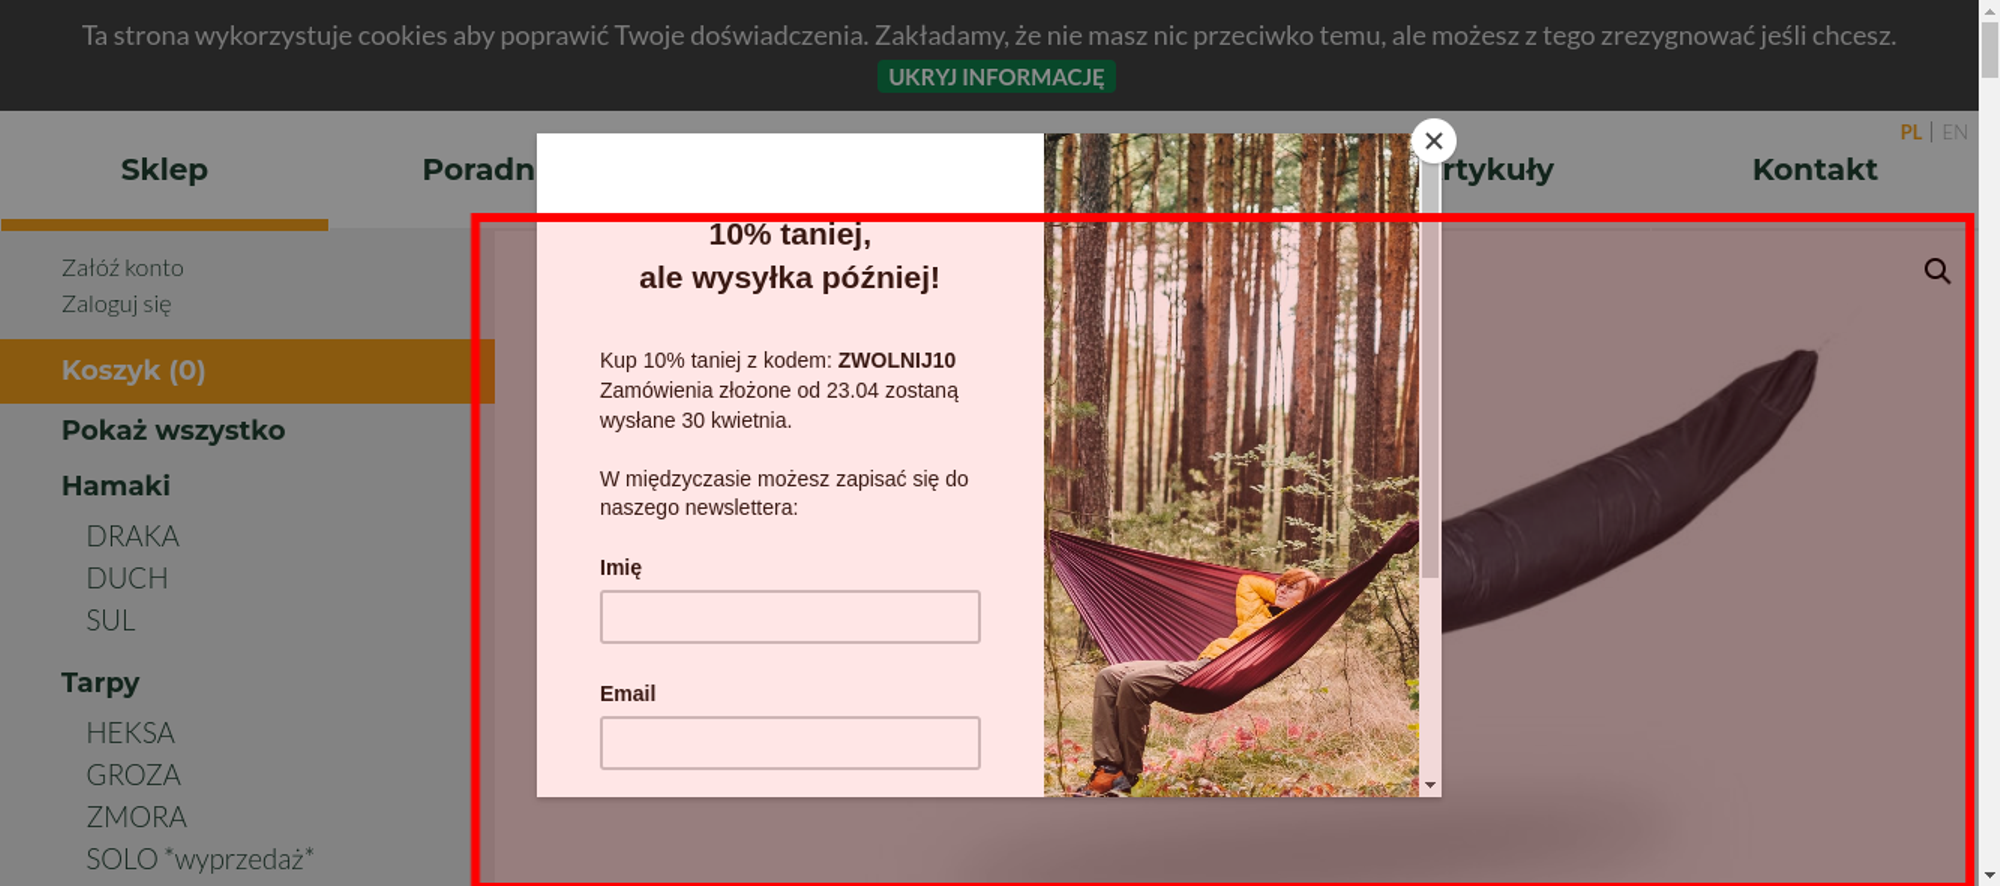 Ta strona wykorzystuje cookies aby poprawić Twoje doświadczenia. Zakładamy, że nie masz nic przeciwko temu, ale możesz z tego zrezygnować jeśli chcesz.
UKRYJ INFORMACJĘ
PL | EN
Sklep
Poradn
rtykuły
Kontakt
Załóż konto
Zaloguj się
Koszyk (0)
Pokaż wszystko
Hamaki
DRAKA
DUCH
SUL
Tarpy
HEKSA
GROZA
ZMORA
SOLO *wyprzedaż*
10% taniej,
ale wysyłka później!
Kup 10% taniej z kodem: ZWOLNIJ10
Zamówienia złożone od 23.04 zostaną
wysłane 30 kwietnia.
W międzyczasie możesz zapisać się do
naszego newslettera:
Imię
Email